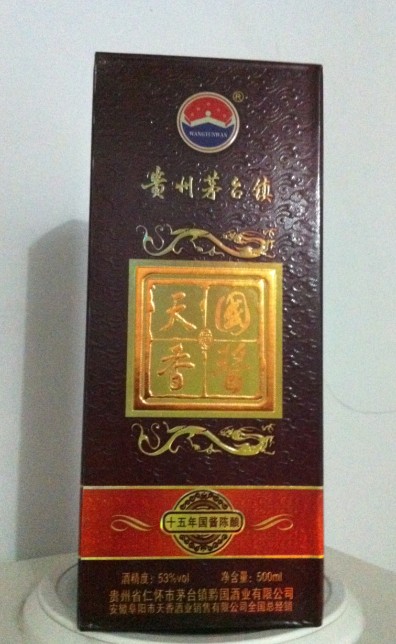 ®
WANGTENWAN
贵州茅台镇
國醬
天香
十五年国酱陈酿
酒精度：53%vol 净含量：500ml
贵州省仁怀市茅台镇黔国酒业有限公司
安徽阜阳市天香酒业销售有限公司全国总经销